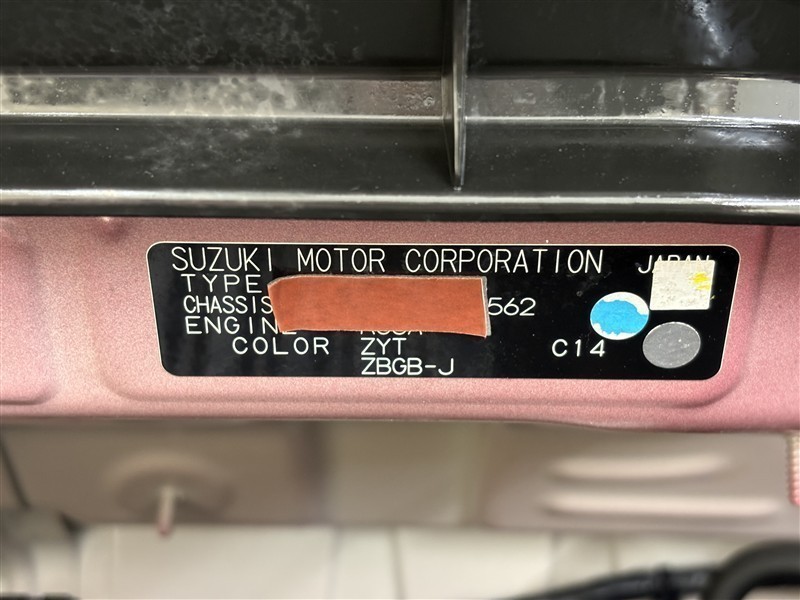 SUZUKI MOTOR CORPORATION JAPAN
TYPE
CHASSIS 562
ENGINE
COLOR ZYT C14
ZBGB-J